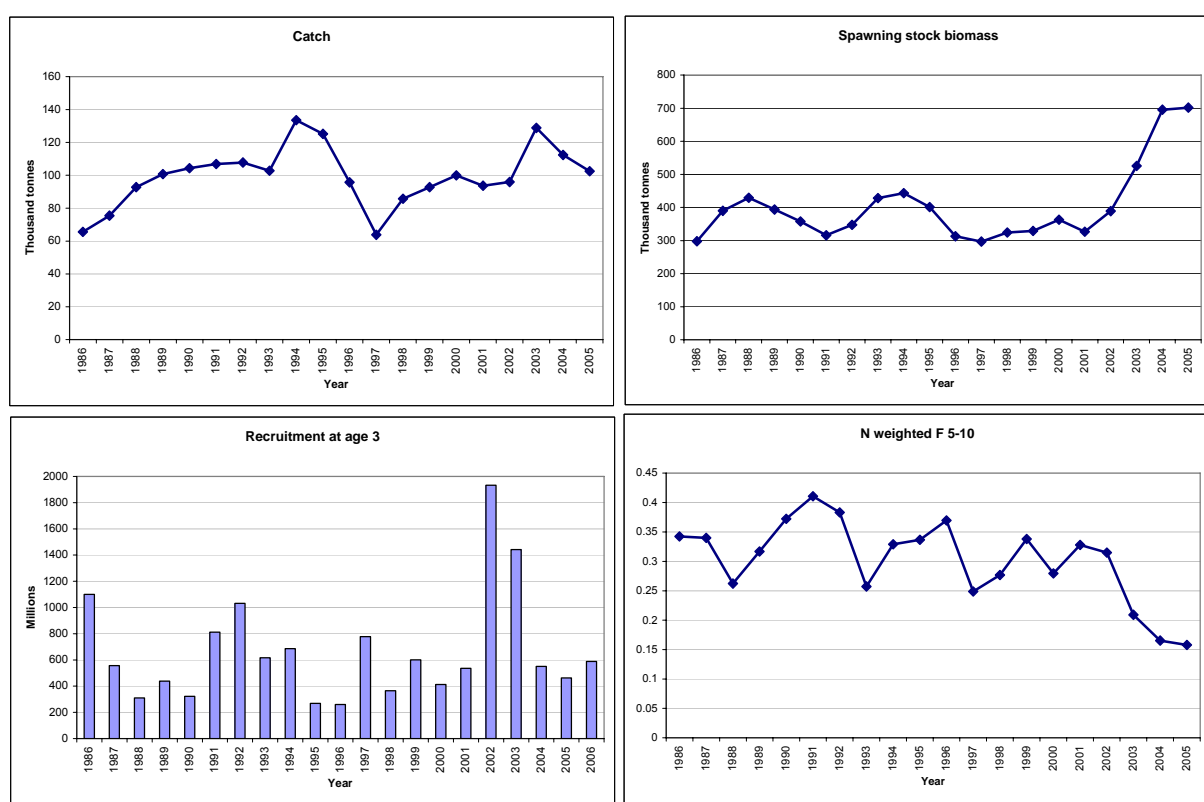 Catch
160
140
120
100
80
60
40
20
0
Thousand tonnes
1986 1987 1988 1989 1990 1991 1992 1993 1994 1995 1996 1997 1998 1999 2000 2001 2002 2003 2004 2005
Year
Spawning stock biomass
800
700
600
500
400
300
200
100
0
Thousand tonnes
1986 1987 1988 1989 1990 1991 1992 1993 1994 1995 1996 1997 1998 1999 2000 2001 2002 2003 2004 2005
Year
Recruitment at age 3
2000
1800
1600
1400
1200
1000
800
600
400
200
0
Millions
1986 1987 1988 1989 1990 1991 1992 1993 1994 1995 1996 1997 1998 1999 2000 2001 2002 2003 2004 2005 2006
Year
N weighted F 5-10
0.45
0.4
0.35
0.3
0.25
0.2
0.15
0.1
0.05
0
1986 1987 1988 1989 1990 1991 1992 1993 1994 1995 1996 1997 1998 1999 2000 2001 2002 2003 2004 2005
Year